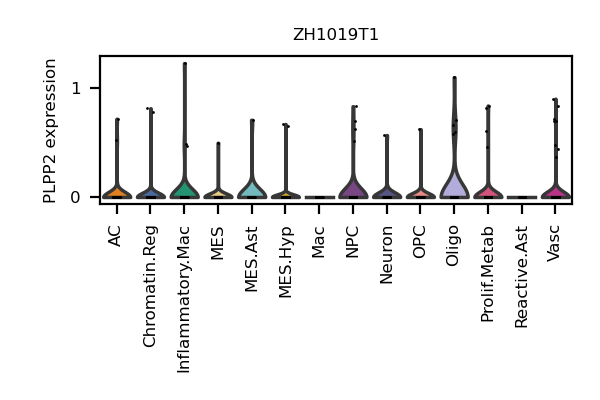 ZH1019T1
PLPP2 expression
1
0
AC
Chromatin.Reg
Inflammatory.Mac
MES
MES.Ast
MES.Hyp
Mac
NPC
Neuron
OPC
Oligo
Prolif.Metab
Reactive.Ast
Vasc